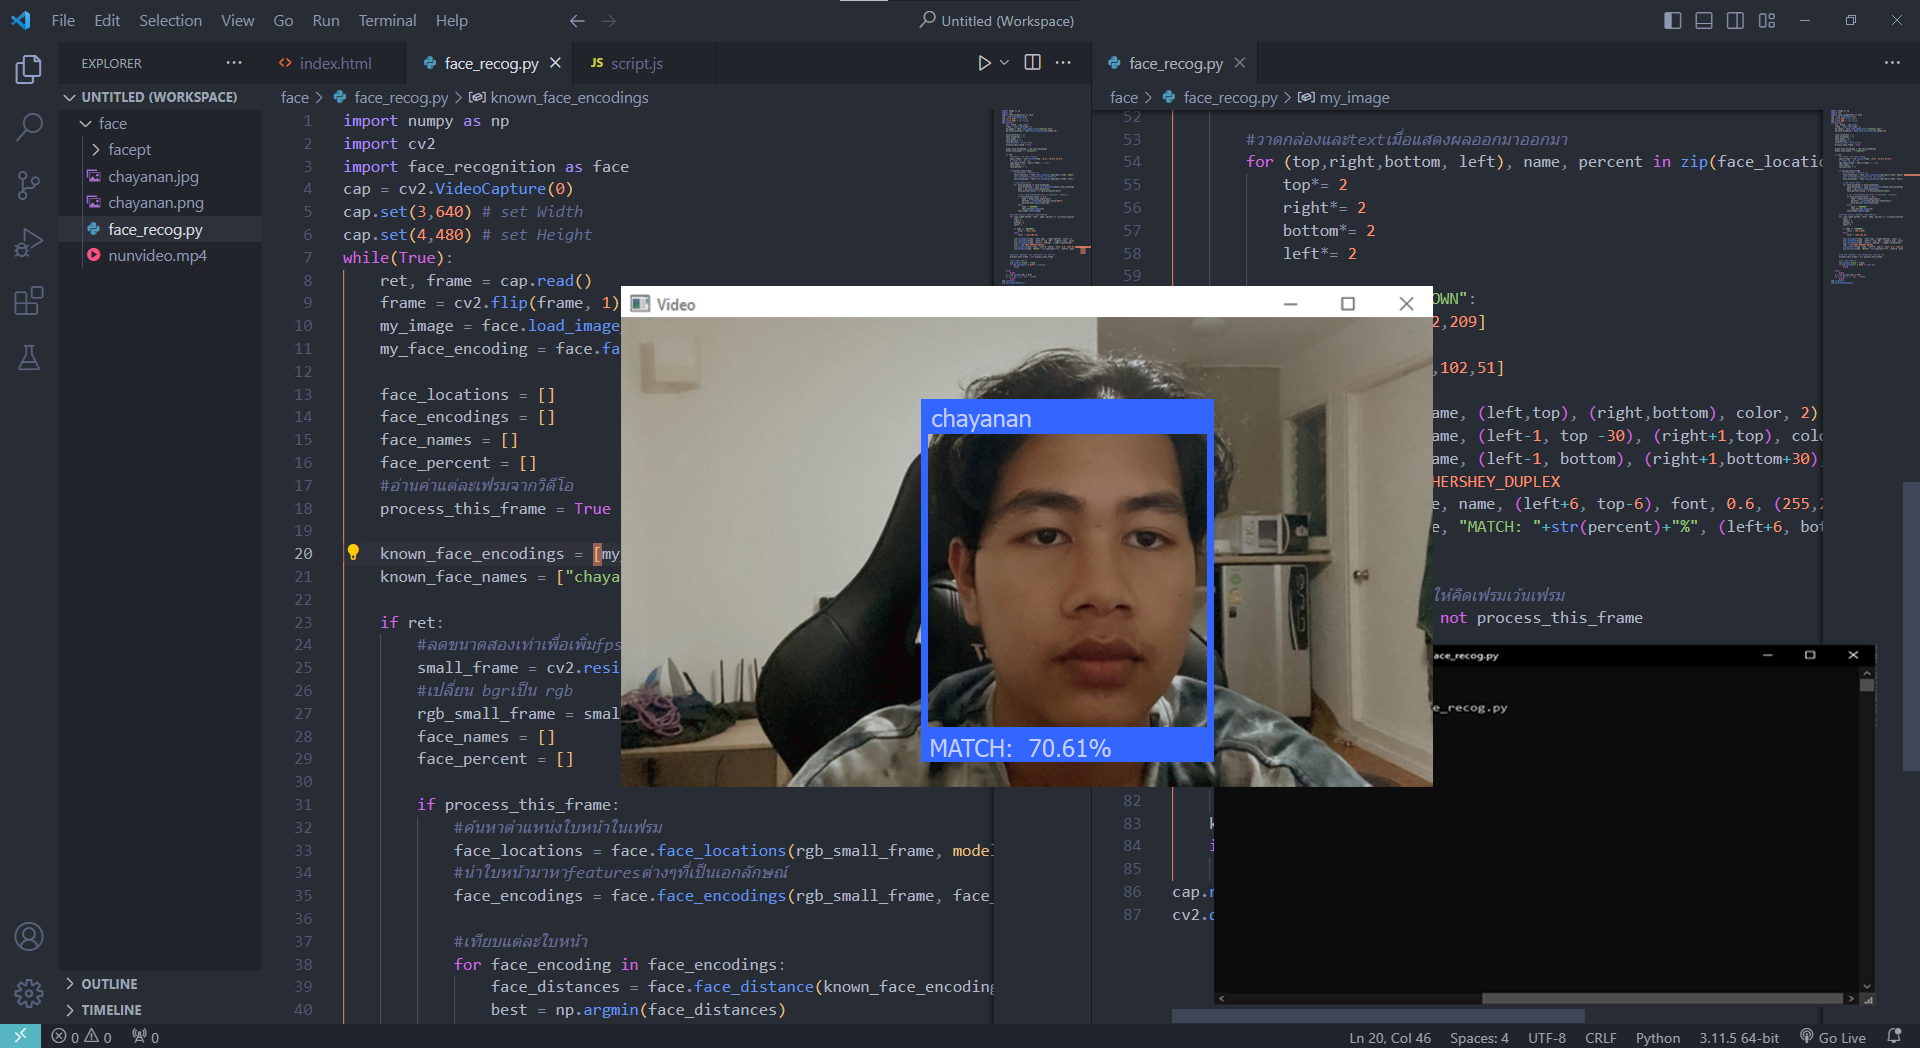 File Edit Selection View Go Run Terminal Help
Untitled (Workspace)
EXPLORER
UNTITLED (WORKSPACE)
face
facept
chayanan.jpg
chayanan.png
face_recog.py
nunvideo.mp4
OUTLINE
TIMELINE
index.html
face_recog.py
JS script.js
face > face_recog.py > known_face_encodings
1 import numpy as np
2 import cv2
3 import face_recognition as face
4 cap = cv2.VideoCapture(0)
5 cap.set(3,640) # set Width
6 cap.set(4,480) # set Height
7 while(True):
8 ret, frame = cap.read()
9 frame = cv2.flip(frame, 1)
10 my_image = face.load_image
11 my_face_encoding = face.fa
12
13 face_locations = []
14 face_encodings = []
15 face_names = []
16 face_percent = []
17 #อ่านค่าแต่ละเฟรมจากวิดีโอ
18 process_this_frame = True
19
20 known_face_encodings = [my
21 known_face_names = ["chaya
22
23 if ret:
24 #ลดขนาดสองเท่าเพื่อเพิ่มfps
25 small_frame = cv2.resi
26 #เปลี่ยน bgrเป็น rgb
27 rgb_small_frame = smal
28 face_names = []
29 face_percent = []
30
31 if process_this_frame:
32 #ค้นหาตำแหน่งใบหน้าในเฟรม
33 face_locations = face.face_locations(rgb_small_frame, model
34 #นำใบหน้ามาหาfeaturesต่างๆที่เป็นเอกลักษณ์
35 face_encodings = face.face_encodings(rgb_small_frame, face_
36
37 #เทียบแต่ละใบหน้า
38 for face_encoding in face_encodings:
39 face_distances = face.face_distance(known_face_encoding
40 best = np.argmin(face_distances)
face_recog.py
face > face_recog.py > my_image
52
53 #วาดกล่องและtextเมื่อแสดงผลออกมาออกมา
54 for (top,right,bottom, left), name, percent in zip(face_locatio
55 top*= 2
56 right*= 2
57 bottom*= 2
58 left*= 2
59
OWN":
2,209]
,102,51]
ame, (left,top), (right,bottom), color, 2)
ame, (left-1, top -30), (right+1,top), colo
ame, (left-1, bottom), (right+1,bottom+30)
HERSHEY_DUPLEX
e, name, (left+6, top-6), font, 0.6, (255,
e, "MATCH: "+str(percent)+"%", (left+6, bot
ให้คิดเฟรมเว้นเฟรม
not process_this_frame
82
83 k
84 i
85
86 cap.r
87 cv2.d
Video
chayanan
MATCH: 70.61%
ace_recog.py
e_recog.py
0 0 0
Ln 20, Col 46 Spaces: 4 UTF-8 CRLF Python 3.11.5 64-bit Go Live